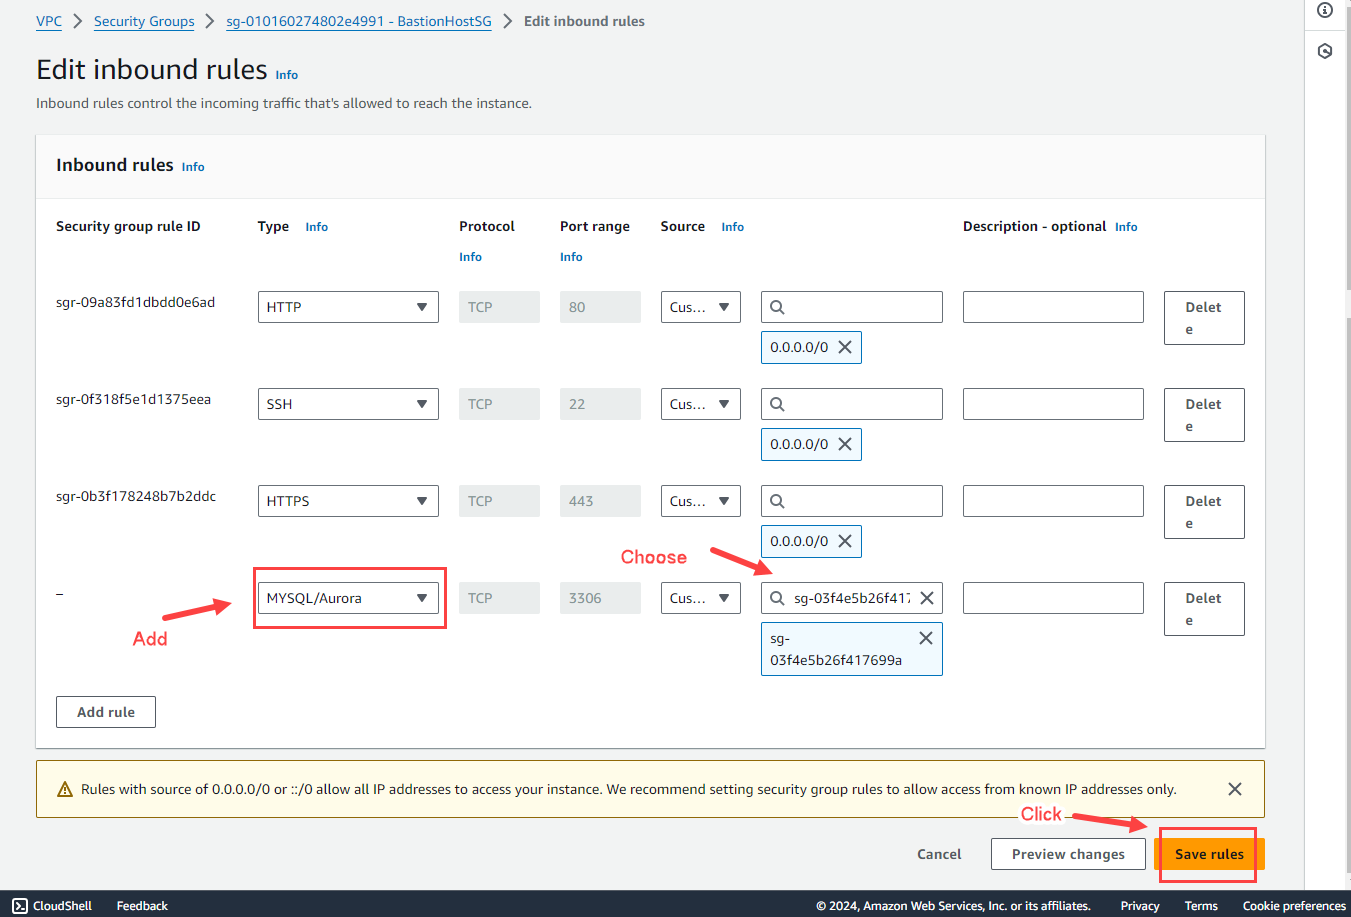 VPC > Security Groups > sg-010160274802e4991 - BastionHostSG > Edit inbound rules
Edit inbound rules Info
Inbound rules control the incoming traffic that's allowed to reach the instance.
Inbound rules Info
Security group rule ID Type Info Protocol Port range Source Info Description - optional Info
Info Info
sgr-09a83fd1dbdd0e6ad HTTP TCP 80 Cus... Delet
e
0.0.0.0/0
sgr-0f318f5e1d1375eea SSH TCP 22 Cus... Delet
e
0.0.0.0/0
sgr-0b3f178248b7b2ddc HTTPS TCP 443 Cus... Delet
e
0.0.0.0/0
Choose
– MYSQL/Aurora TCP 3306 Cus... sg-03f4e5b26f417 Delet
e
Add
sg-
03f4e5b26f417699a
Add rule
Rules with source of 0.0.0.0/0 or ::/0 allow all IP addresses to access your instance. We recommend setting security group rules to allow access from known IP addresses only.
Click
Cancel Preview changes Save rules
CloudShell Feedback © 2024, Amazon Web Services, Inc. or its affiliates. Privacy Terms Cookie preferences